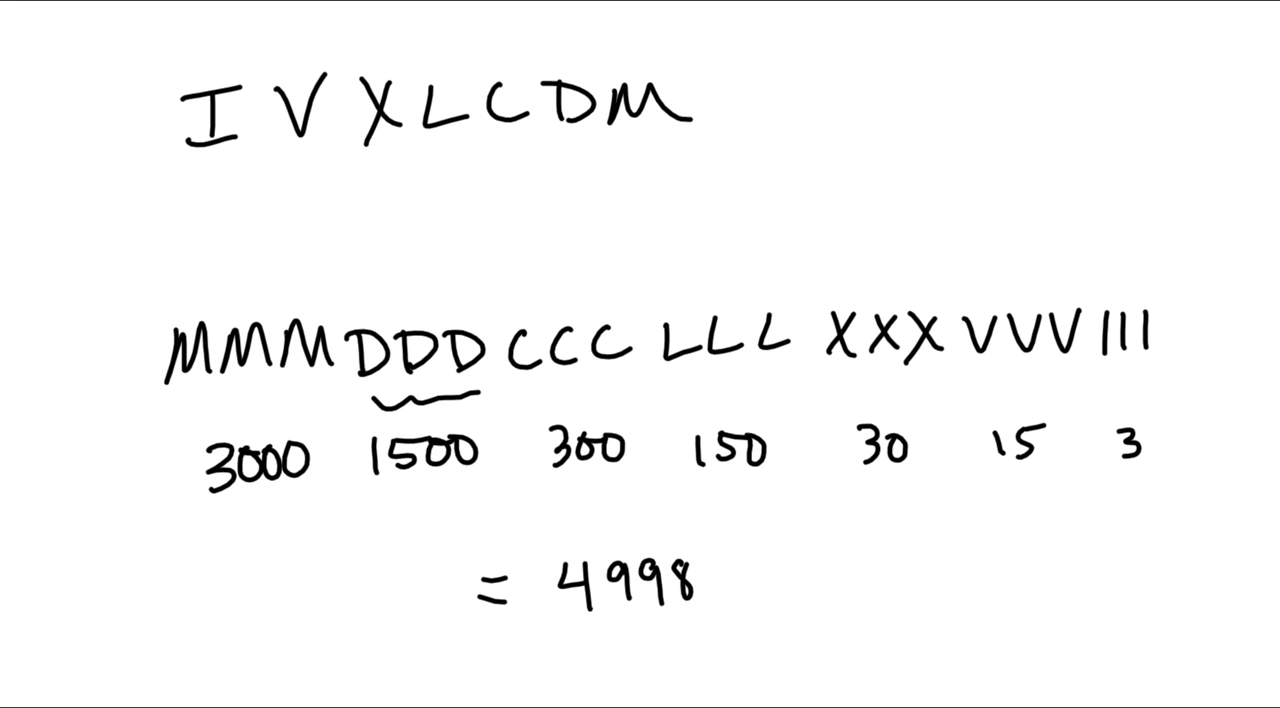 I V X L C D M
MMM DDD CCC LLL XXX VVV III
3000 1500 300 150 30 15 3
= 4998